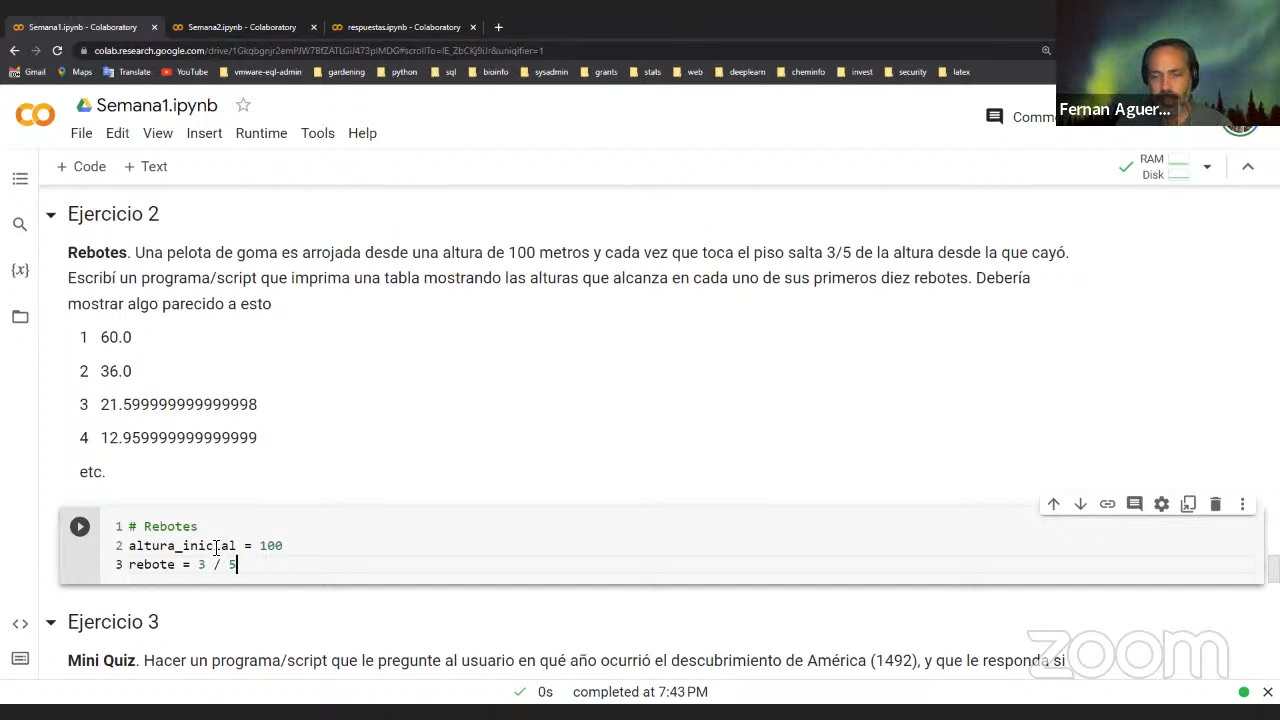 Semana1.ipynb - Colaboratory
Semana2.ipynb - Colaboratory
respuestas.ipynb - Colaboratory
Gmail Maps Translate YouTube vmware-eql-admin gardening python sql bioinfo sysadmin grants stats web deeplearn cheminfo invest security latex
Fernan Aguer...
Semana1.ipynb
File Edit View Insert Runtime Tools Help
+ Code + Text
RAM
Disk
Ejercicio 2
Rebotes. Una pelota de goma es arrojada desde una altura de 100 metros y cada vez que toca el piso salta 3/5 de la altura desde la que cayó.
Escribí un programa/script que imprima una tabla mostrando las alturas que alcanza en cada uno de sus primeros diez rebotes. Debería
mostrar algo parecido a esto
1 60.0
2 36.0
3 21.599999999999998
4 12.959999999999999
etc.
1 # Rebotes
2 altura_inicial = 100
3 rebote = 3 / 5
Ejercicio 3
Mini Quiz. Hacer un programa/script que le pregunte al usuario en qué año ocurrió el descubrimiento de América (1492), y que le responda si
zoom
0s completed at 7:43 PM